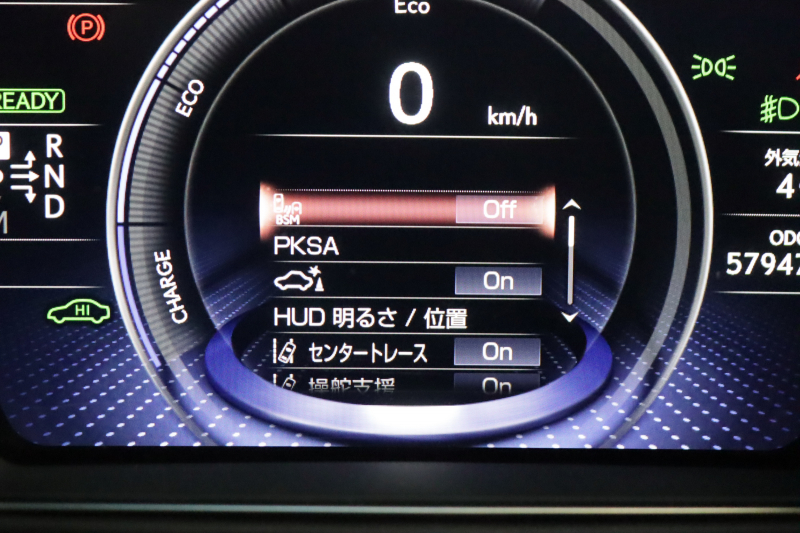 Eco
P
ECO
0
km/h
READY
P
R
N
D
M
BSM
Off
PKSA
On
HUD 明るさ / 位置
センタートレース
On
操舵支援
On
CHARGE
HI
外気
4
ODO
57947